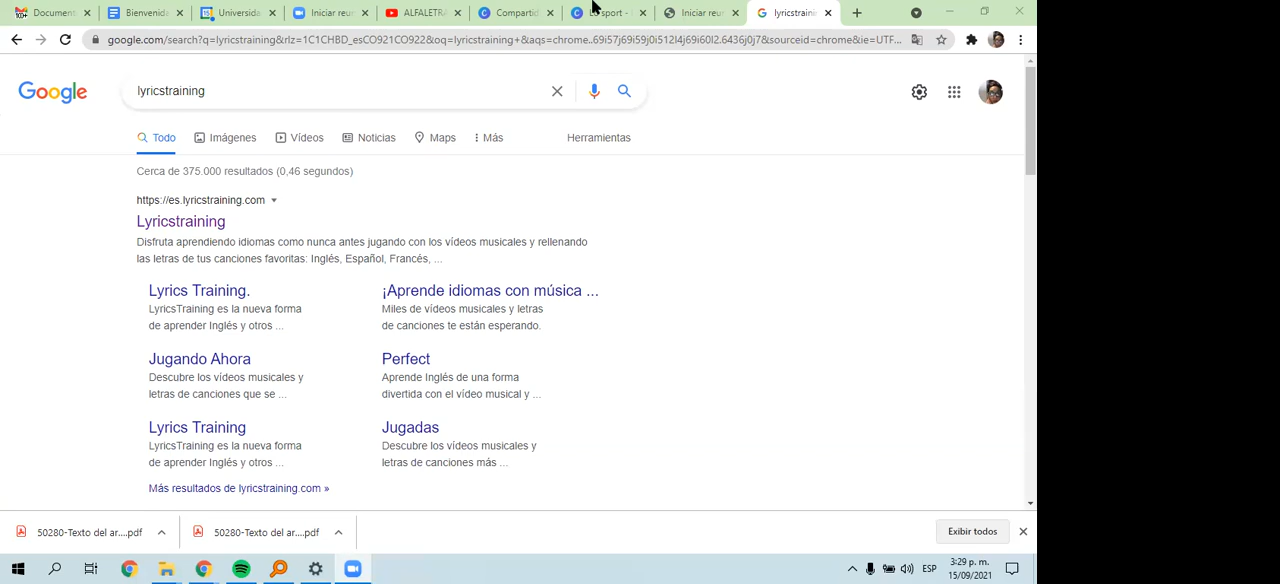 Documen
Bienvenida
Universida
Iniciar reu
ALFALETRA
Compartid
sport -
Iniciar reu
lyricstrainin
google.com/search?q=lyricstraining&rlz=1C1CHBD_esCO921CO922&oq=lyricstraining+&aqs=chrome..69i57j69i59j0i512l4j69i60l2.6436j0j7&sourceid=chrome&ie=UTF...
Google
lyricstraining
Todo
Imágenes
Vídeos
Noticias
Maps
Más
Herramientas
Cerca de 375.000 resultados (0,46 segundos)
https://es.lyricstraining.com
Lyricstraining
Disfruta aprendiendo idiomas como nunca antes jugando con los vídeos musicales y rellenando
las letras de tus canciones favoritas: Inglés, Español, Francés, ...
Lyrics Training.
LyricsTraining es la nueva forma
de aprender Inglés y otros ...
¡Aprende idiomas con música ...
Miles de vídeos musicales y letras
de canciones te están esperando.
Jugando Ahora
Descubre los vídeos musicales y
letras de canciones que se ...
Perfect
Aprende Inglés de una forma
divertida con el vídeo musical y ...
Lyrics Training
LyricsTraining es la nueva forma
de aprender Inglés y otros ...
Jugadas
Descubre los vídeos musicales y
letras de canciones más ...
Más resultados de lyricstraining.com »
50280-Texto del ar....pdf
50280-Texto del ar....pdf
Exibir todos
ESP
3:29 p. m.
15/09/2021